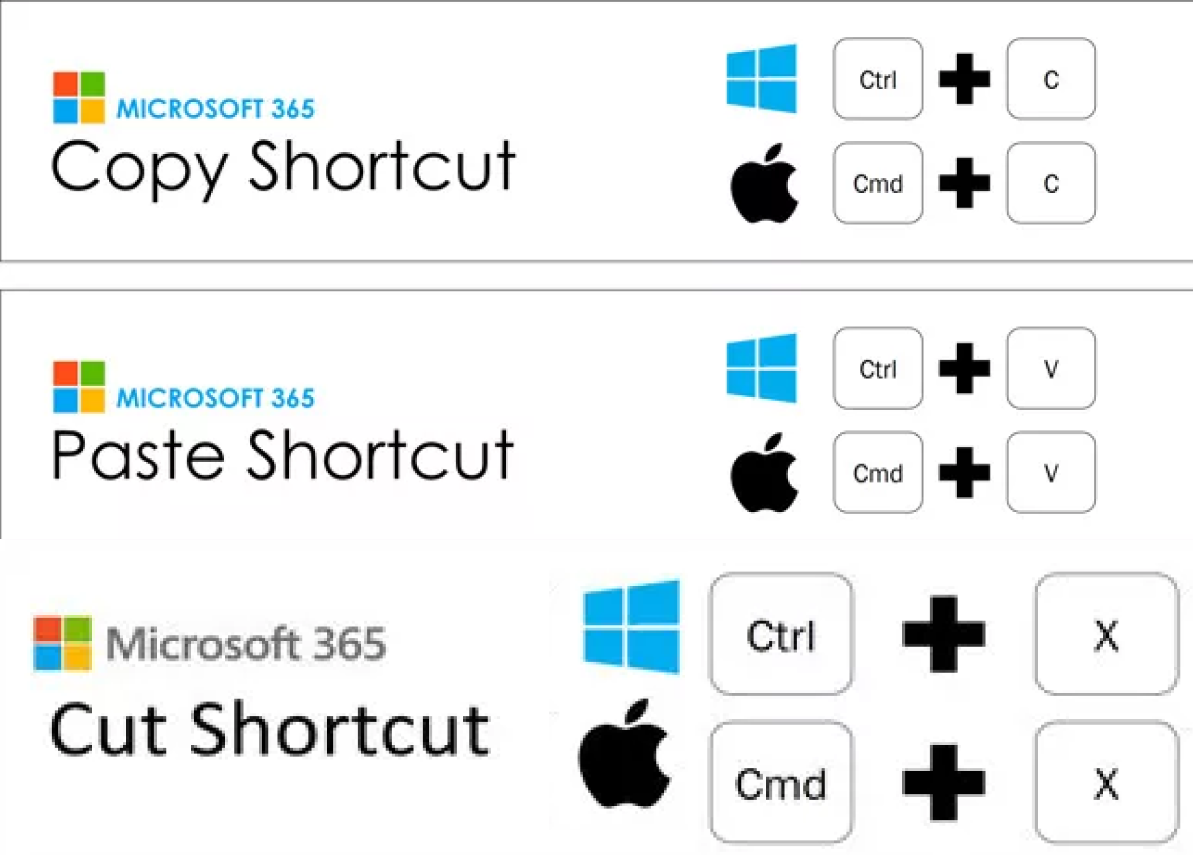 MICROSOFT 365
Copy Shortcut
Ctrl + C
Cmd + C
MICROSOFT 365
Paste Shortcut
Ctrl + V
Cmd + V
Microsoft 365
Cut Shortcut
Ctrl + X
Cmd + X